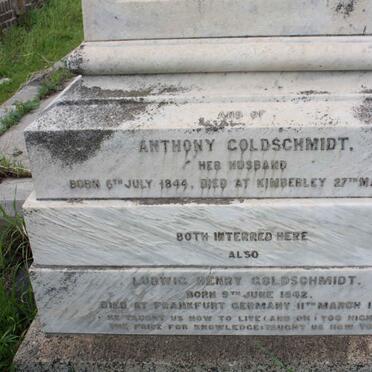 AND OF
ANTHONY GOLDSCHMIDT,
HER HUSBAND
BORN 6TH JULY 1844, DIED AT KIMBERLEY 27TH
BOTH INTERRED HERE
ALSO
LUDWIG HENRY GOLDSCHMIDT.
BORN 9TH JUNE 1842.
DIED AT FRANKFURT GERMANY 11TH MARCH
HE TAUGHT US HOW TO LIVE; AND OH! TOO HIGH
THE PRICE FOR KNOWLEDGE; TAUGHT US HOW TO